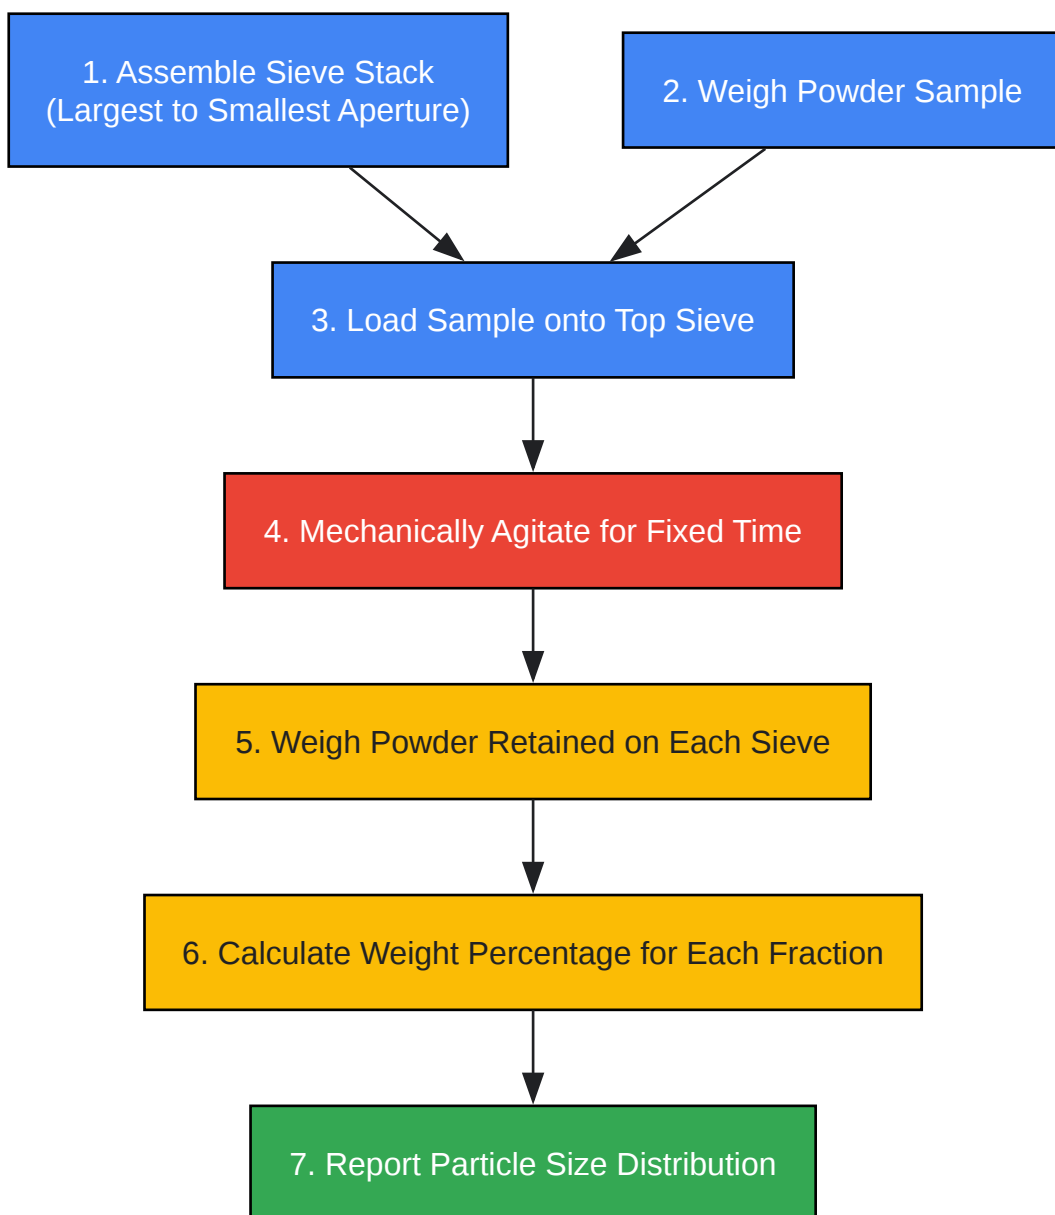 1. Assemble Sieve Stack
(Largest to Smallest Aperture)
2. Weigh Powder Sample
3. Load Sample onto Top Sieve
4. Mechanically Agitate for Fixed Time
5. Weigh Powder Retained on Each Sieve
6. Calculate Weight Percentage for Each Fraction
7. Report Particle Size Distribution